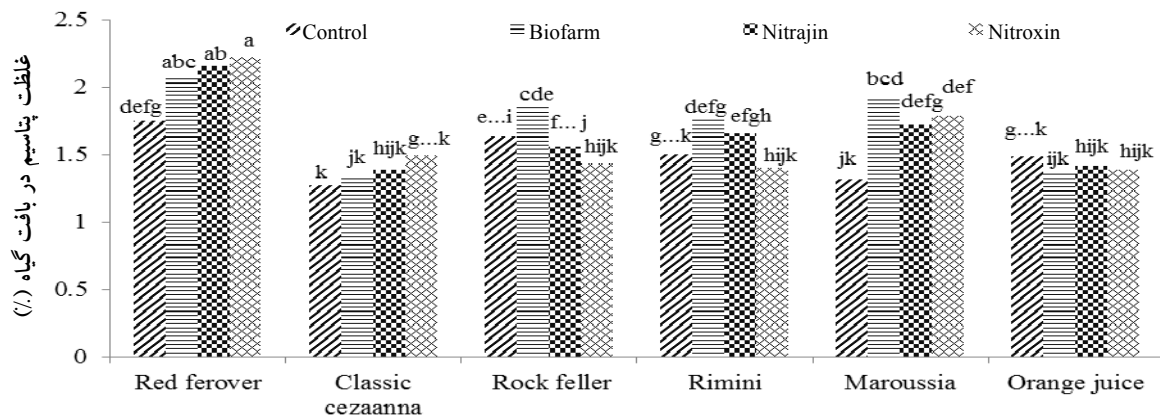 غلظت پتاسیم در بافت گیاه (٪)
2.5
2
1.5
1
0.5
0
Control Biofarm Nitrajin Nitroxin
defg abc ab a
k jk hijk g...k
e...i cde f...j hijk
g...k defg efgh hijk
jk bcd defg def
g...k ijk hijk hijk
Red ferover Classic cezaanna Rock feller Rimini Maroussia Orange juice